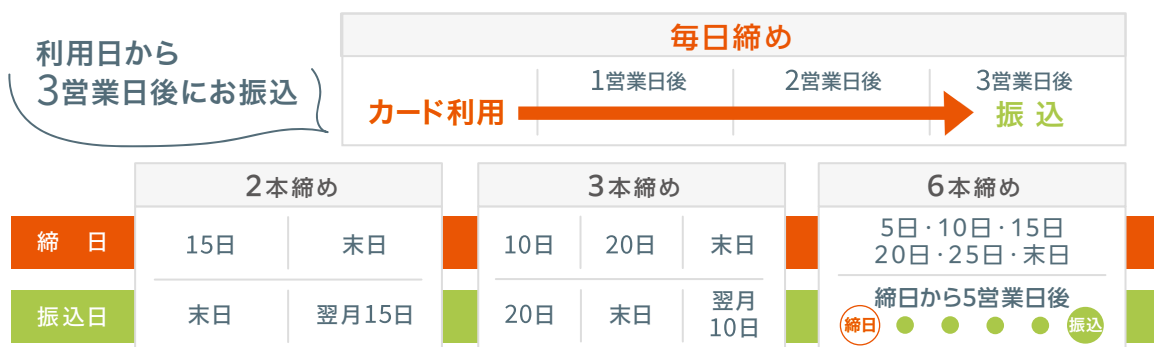 利用日から
3営業日後にお振込
毎日締め
1営業日後 2営業日後 3営業日後
カード利用 振込
2本締め 3本締め 6本締め
締日 15日 末日 10日 20日 末日 5日・10日・15日
20日・25日・末日
振込日 末日 翌月15日 20日 末日 翌月
10日
締日から5営業日後
締日 振込